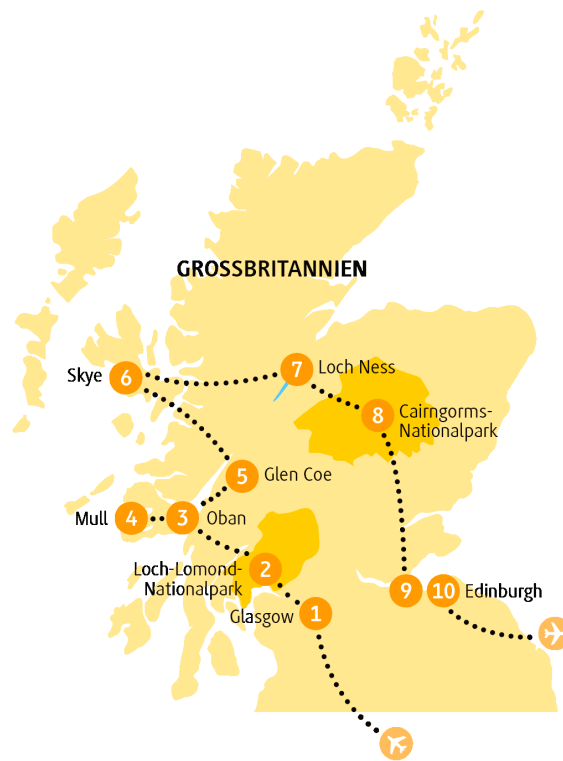 GROSSBRITANNIEN
7 Loch Ness
Skye 6
8 Cairngorms-
Nationalpark
5 Glen Coe
Mull 4 3 Oban
Loch-Lomond-
Nationalpark 2
9 10 Edinburgh
Glasgow 1